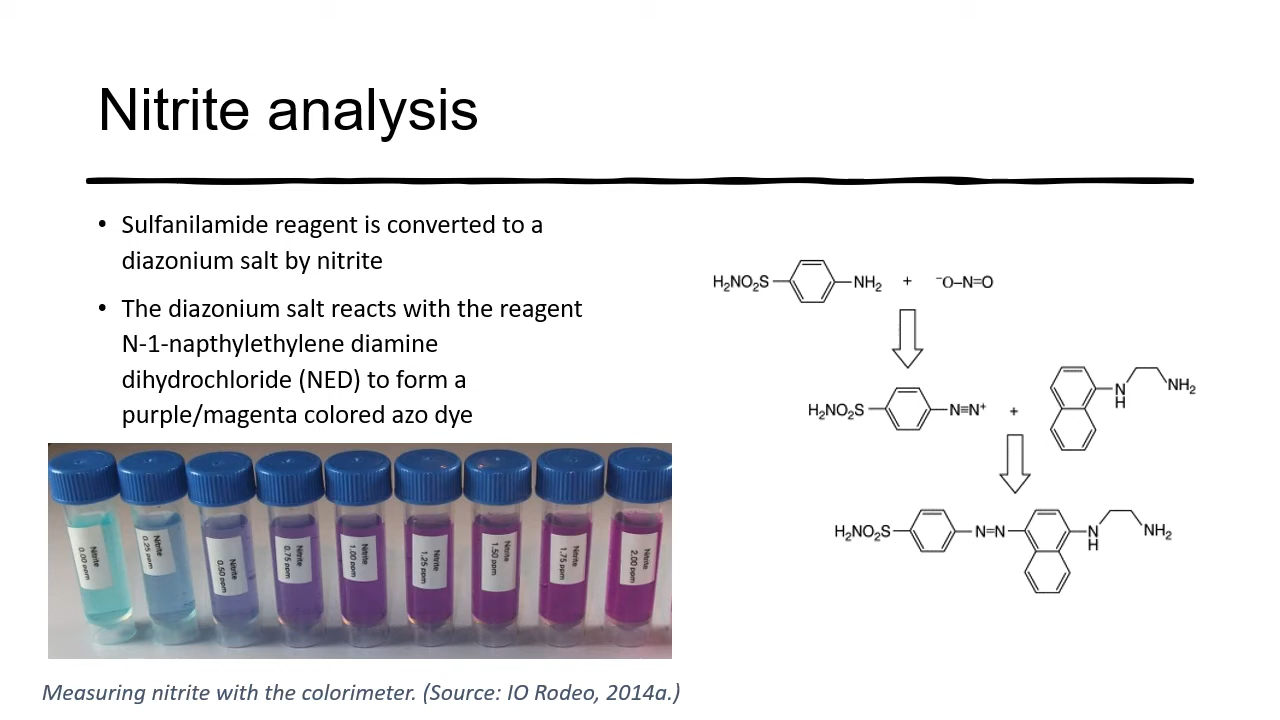 Nitrite analysis
• Sulfanilamide reagent is converted to a
diazonium salt by nitrite
• The diazonium salt reacts with the reagent
N-1-napthylethylene diamine
dihydrochloride (NED) to form a
purple/magenta colored azo dye
H₂NO₂S NH₂ + ⁻O–N=O
H₂NO₂S N≡N⁺ + N H NH₂
H₂NO₂S N=N N H NH₂
Nitrite
0.00 ppm
Nitrite
0.25 ppm
Nitrite
0.50 ppm
Nitrite
0.75 ppm
Nitrite
1.00 ppm
Nitrite
1.25 ppm
Nitrite
1.50 ppm
Nitrite
1.75 ppm
Nitrite
2.00 ppm
Measuring nitrite with the colorimeter. (Source: IO Rodeo, 2014a.)